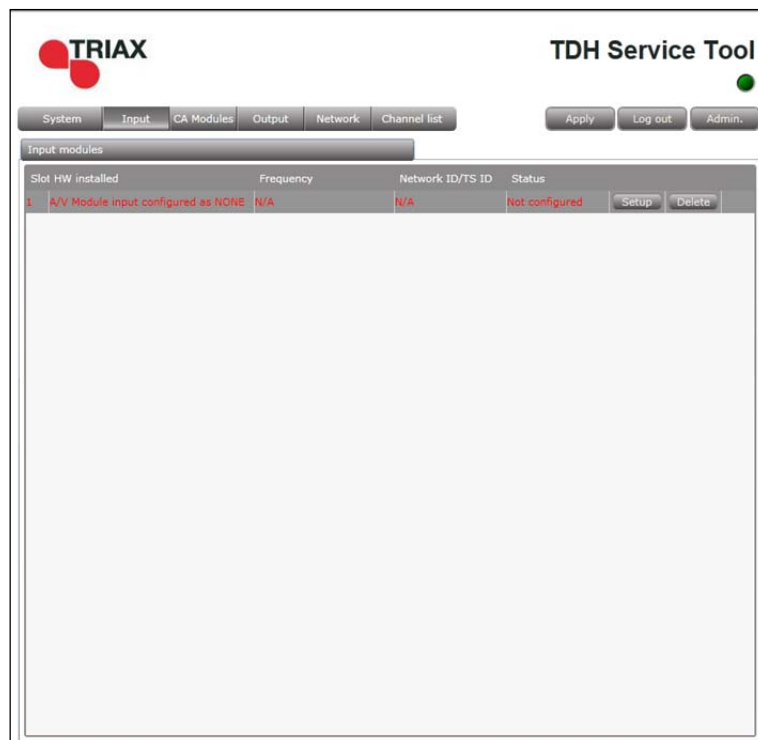 TRIAX
TDH Service Tool
System Input CA Modules Output Network Channel list Apply Log out Admin.
Input modules
Slot HW installed Frequency Network ID/TS ID Status
1 A/V Module input configured as NONE N/A N/A Not configured Setup Delete